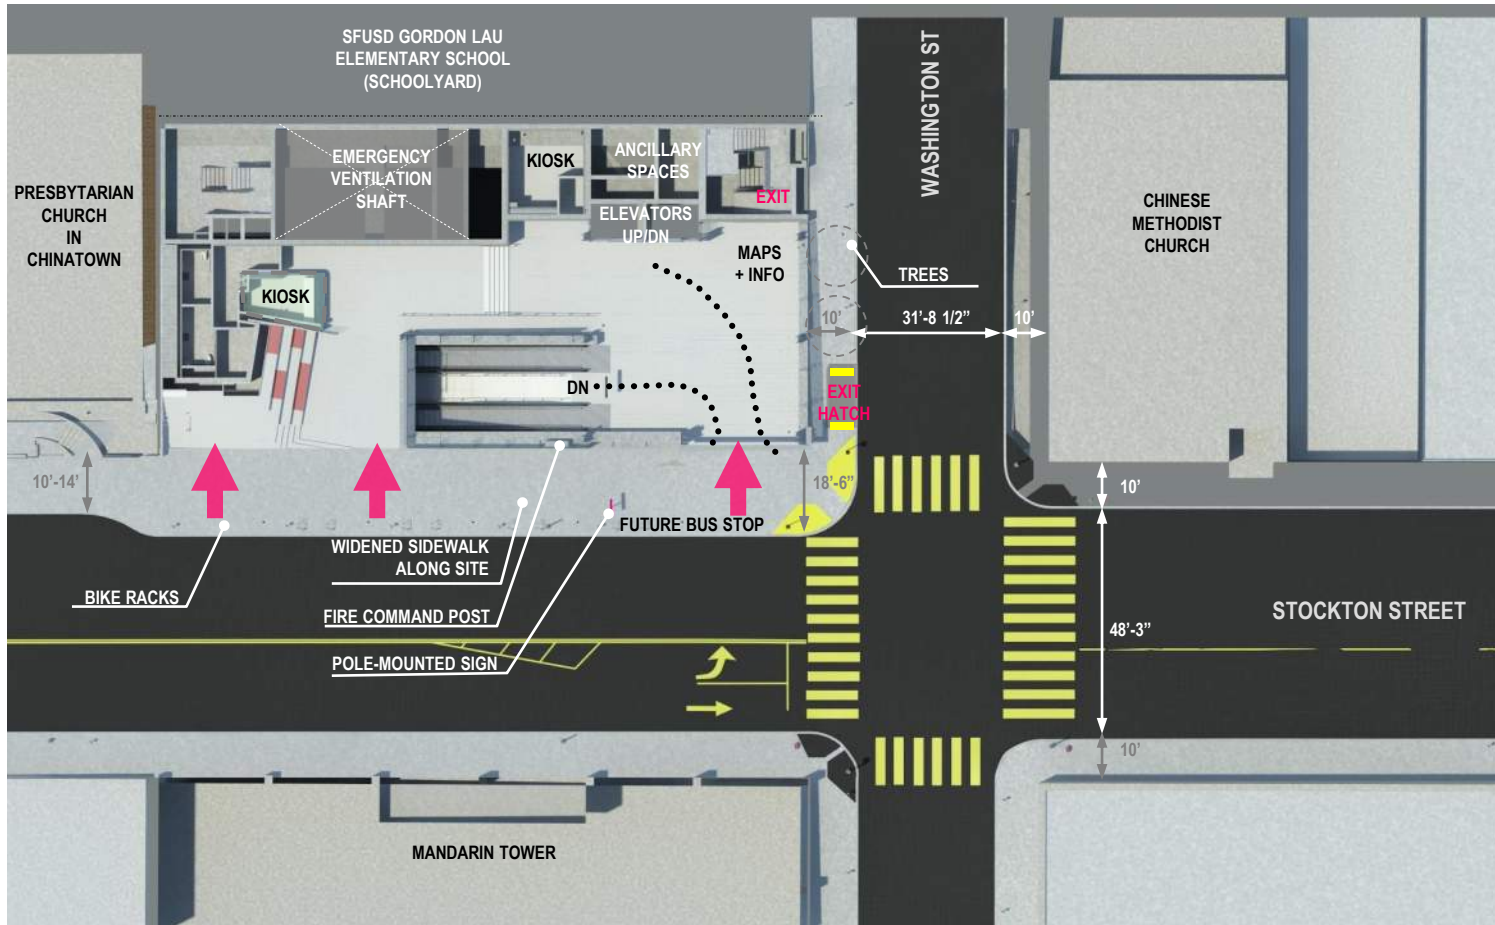 SFUSD GORDON LAU
ELEMENTARY SCHOOL
(SCHOOLYARD)
WASHINGTON ST
EMERGENCY
VENTILATION
SHAFT
KIOSK
ANCILLARY
SPACES
EXIT
PRESBYTARIAN
CHURCH
IN
CHINATOWN
CHINESE
METHODIST
CHURCH
ELEVATORS
UP/DN
MAPS
+ INFO
TREES
KIOSK
10'
31'-8 1/2"
10'
DN
EXIT
HATCH
10'-14'
18'-6"
10'
FUTURE BUS STOP
WIDENED SIDEWALK
ALONG SITE
BIKE RACKS
FIRE COMMAND POST
STOCKTON STREET
48'-3"
POLE-MOUNTED SIGN
10'
MANDARIN TOWER